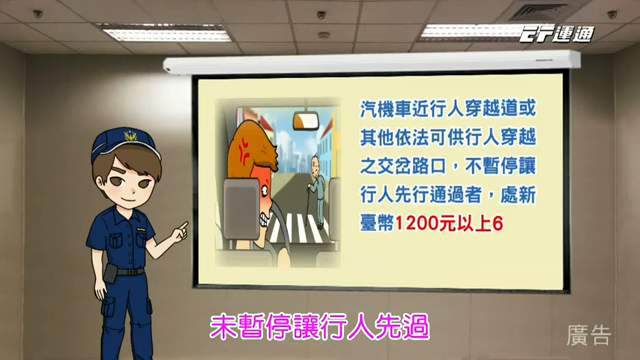 ET運通
汽機車近行人穿越道或
其他依法可供行人穿越
之交岔路口，不暫停讓
行人先行通過者，處新
臺幣1200元以上6
未暫停讓行人先過
廣告